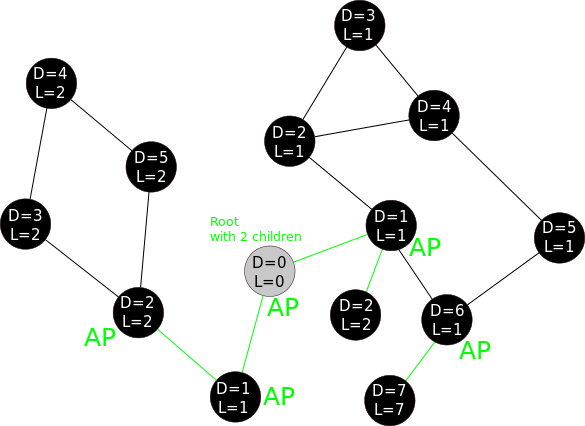 D=3
L=1
D=4
L=2
D=4
L=1
D=2
L=1
D=5
L=2
D=3
L=2
Root
with 2 children
D=1
L=1
AP
D=5
L=1
D=0
L=0
AP
D=2
L=2
AP
D=2
L=2
D=6
L=1
AP
D=1
L=1
AP
D=7
L=7